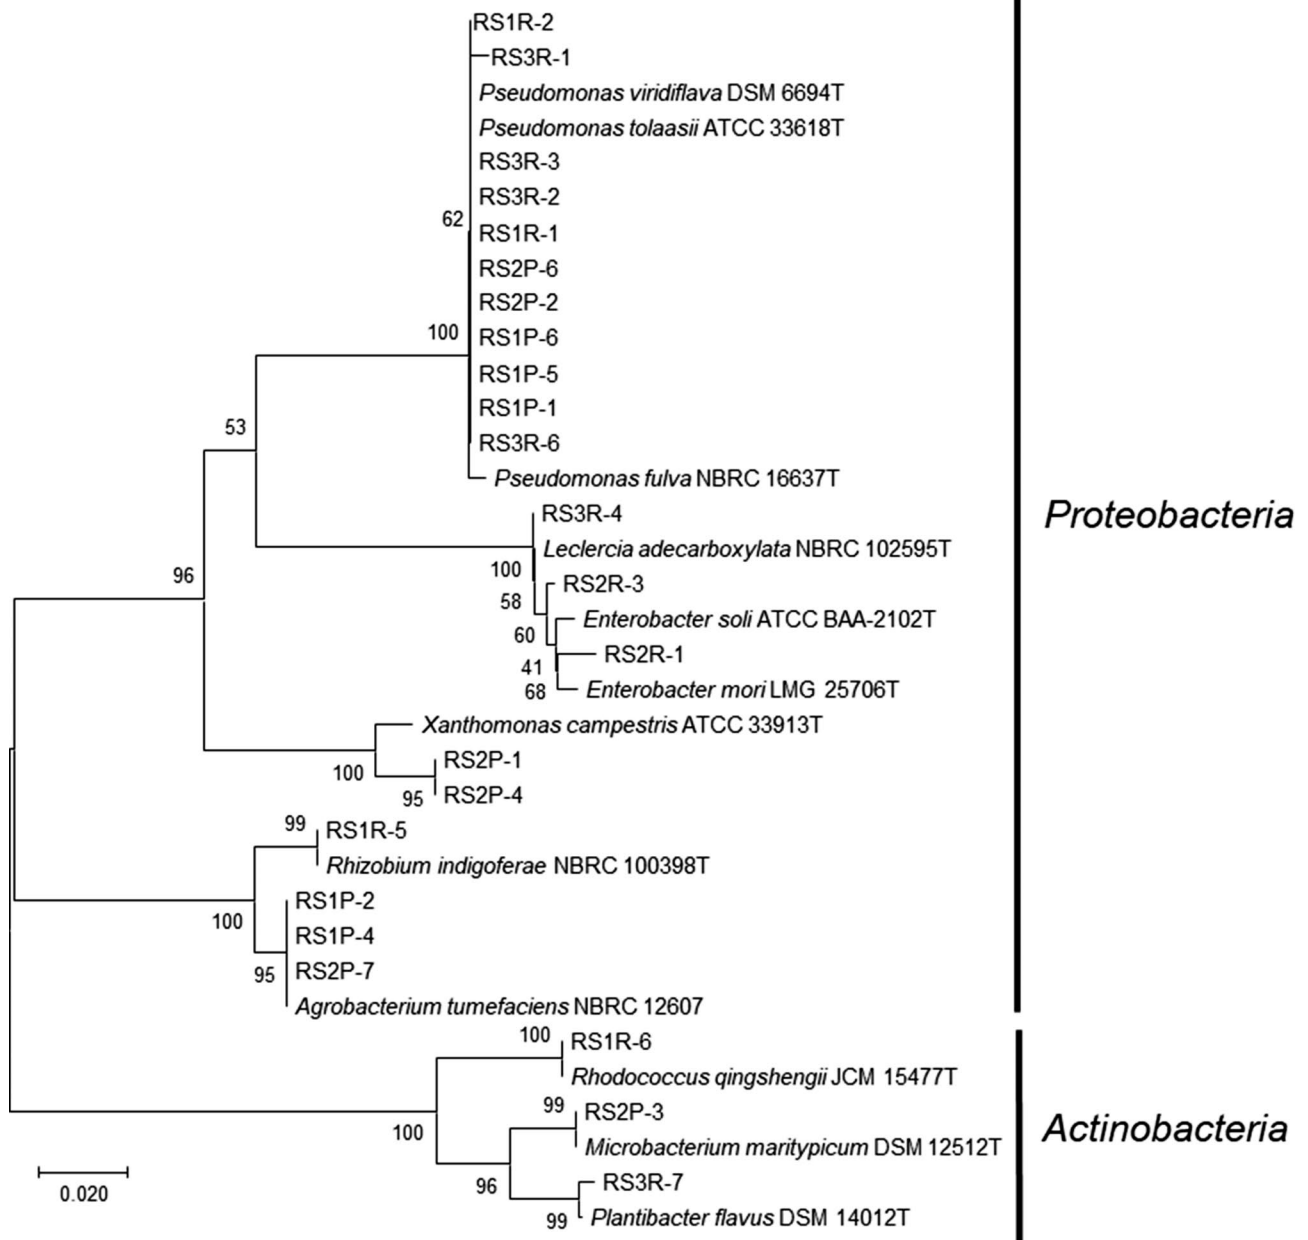 RS1R-2
RS3R-1
Pseudomonas viridiflava DSM 6694T
Pseudomonas tolaasii ATCC 33618T
RS3R-3
RS3R-2
62
RS1R-1
RS2P-6
RS2P-2
100
RS1P-6
RS1P-5
RS1P-1
53
RS3R-6
Pseudomonas fulva NBRC 16637T
RS3R-4
Proteobacteria
Leclercia adecarboxylata NBRC 102595T
100
96
RS2R-3
58
Enterobacter soli ATCC BAA-2102T
60
RS2R-1
41
68
Enterobacter mori LMG 25706T
Xanthomonas campestris ATCC 33913T
RS2P-1
100
RS2P-4
95
99
RS1R-5
Rhizobium indigoferae NBRC 100398T
RS1P-2
100
RS1P-4
RS2P-7
95
Agrobacterium tumefaciens NBRC 12607
100
RS1R-6
Rhodococcus qingshengii JCM 15477T
99
RS2P-3
Actinobacteria
100
Microbacterium maritypicum DSM 12512T
RS3R-7
96
0.020
Plantibacter flavus DSM 14012T
99